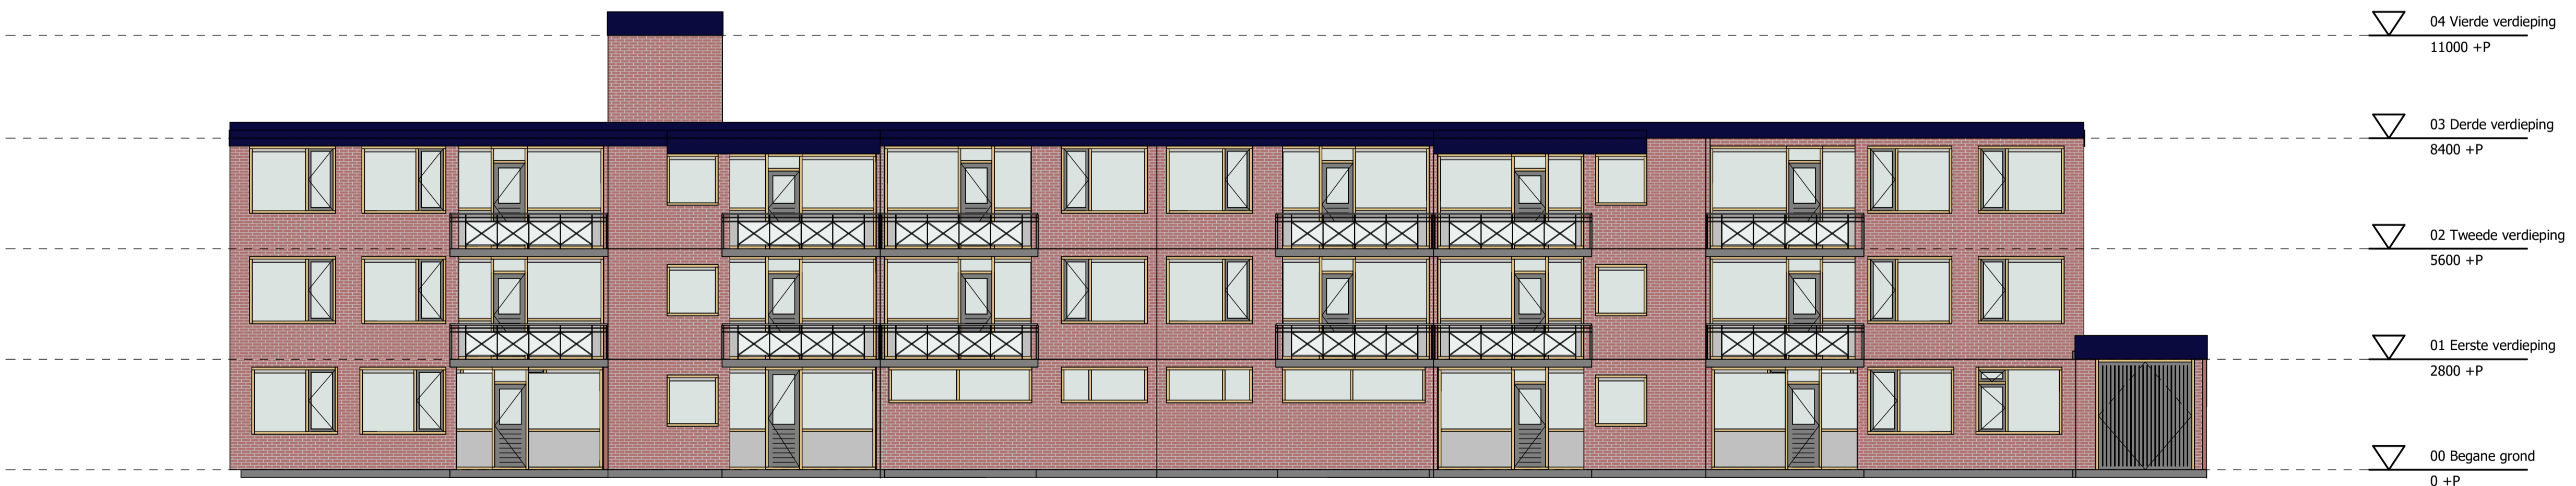 04 Vierde verdieping
11000 +P
03 Derde verdieping
8400 +P
02 Tweede verdieping
5600 +P
01 Eerste verdieping
2800 +P
00 Begane grond
0 +P